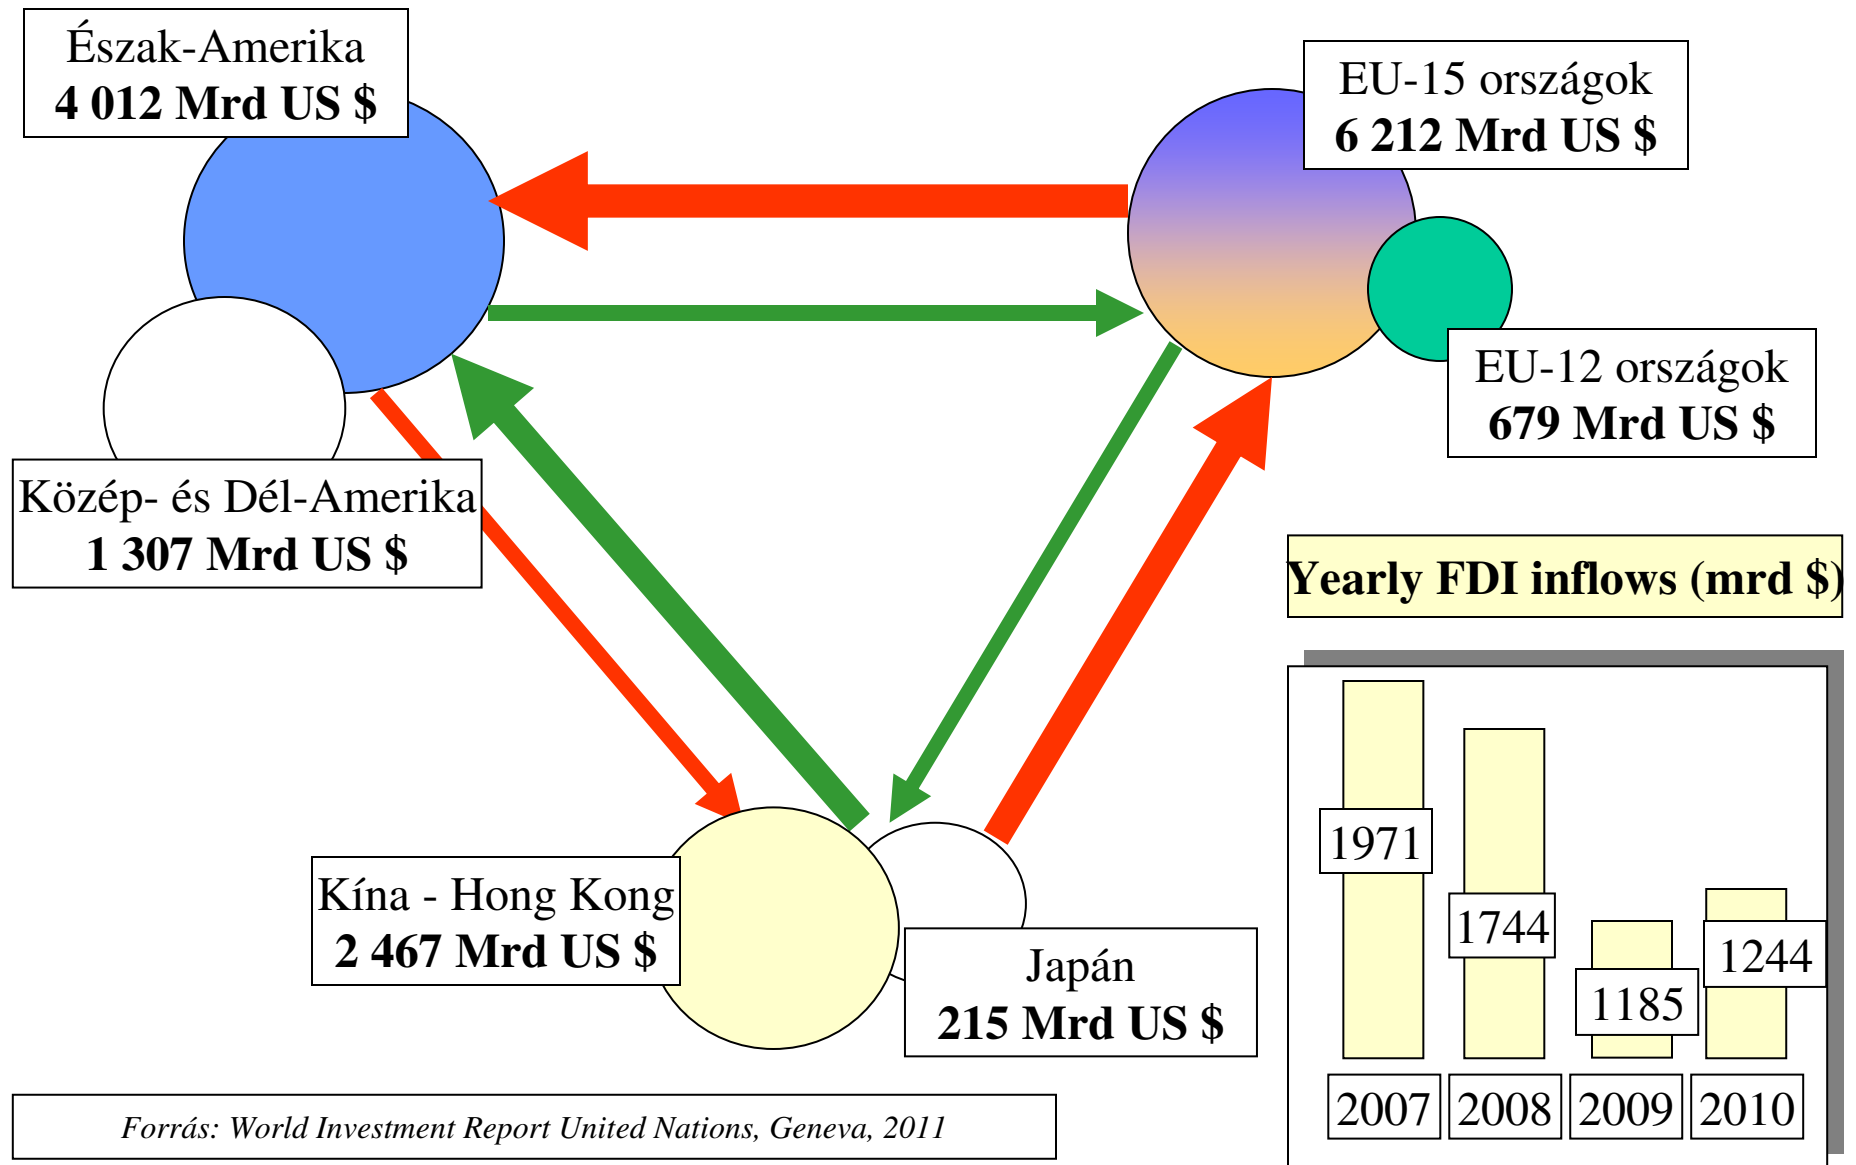 Észak-Amerika
4 012 Mrd US $
EU-15 országok
6 212 Mrd US $
EU-12 országok
679 Mrd US $
Közép- és Dél-Amerika
1 307 Mrd US $
Yearly FDI inflows (mrd $)
1971
1744
1185
1244
2007
2008
2009
2010
Kína - Hong Kong
2 467 Mrd US $
Japán
215 Mrd US $
Forrás: World Investment Report United Nations, Geneva, 2011